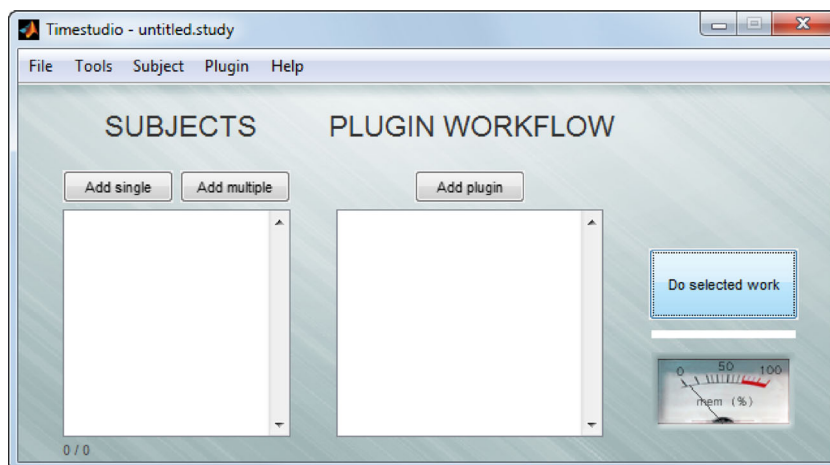 Timestudio - untitled.study
File Tools Subject Plugin Help
SUBJECTS PLUGIN WORKFLOW
Add single Add multiple Add plugin
Do selected work
0 50 100
mem (%)
0 / 0